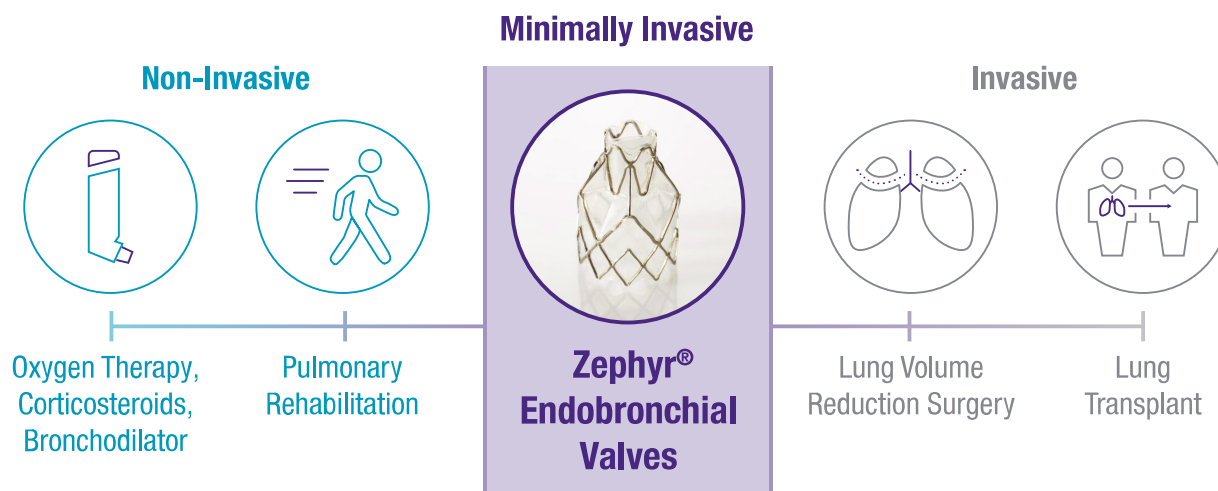 Minimally Invasive
Non-Invasive
Invasive
Oxygen Therapy,
Corticosteroids,
Bronchodilator
Pulmonary
Rehabilitation
Zephyr®
Endobronchial
Valves
Lung Volume
Reduction Surgery
Lung
Transplant